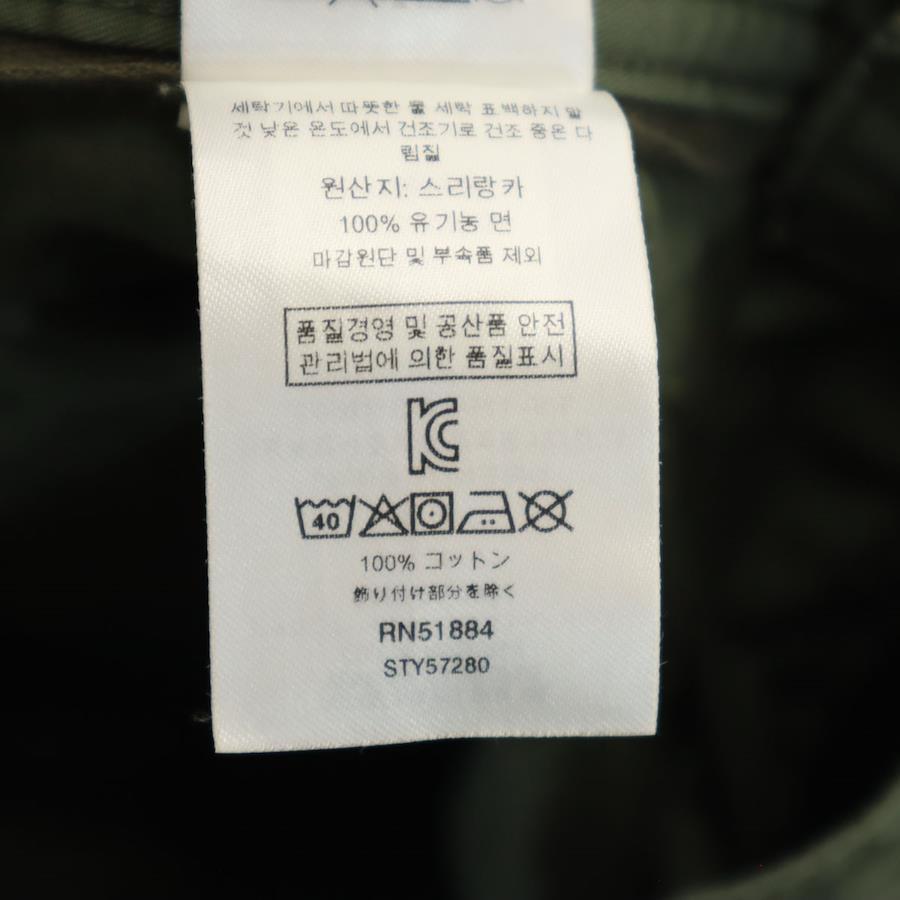 세탁기에서 따뜻한 물 세탁 표백하지 말
것 낮은 온도에서 건조기로 건조 중온 다
림질
원산지: 스리랑카
100% 유기농 면
마감원단 및 부속품 제외
품질경영 및 공산품 안전
관리법에 의한 품질표시
KC
40
100% コットン
飾り付け部分を除く
RN51884
STY57280